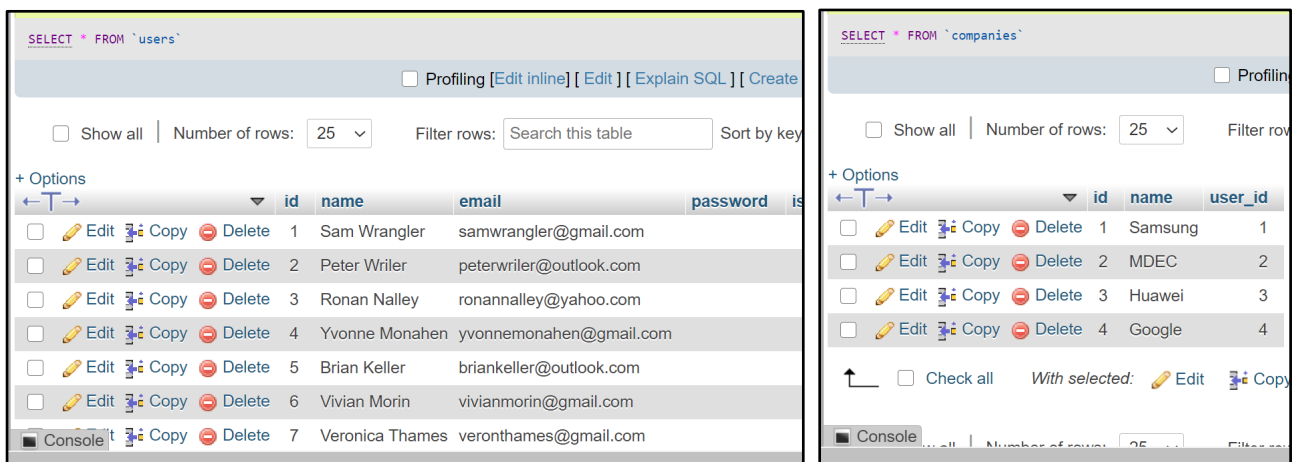 SELECT * FROM `users`
Profiling [Edit inline] [ Edit ] [ Explain SQL ] [ Create
Show all Number of rows: 25 Filter rows: Search this table Sort by key
+ Options
id name email password is
Edit Copy Delete 1 Sam Wrangler samwrangler@gmail.com
Edit Copy Delete 2 Peter Wriler peterwriler@outlook.com
Edit Copy Delete 3 Ronan Nalley ronannalley@yahoo.com
Edit Copy Delete 4 Yvonne Monahen yvonnemonahen@gmail.com
Edit Copy Delete 5 Brian Keller briankeller@outlook.com
Edit Copy Delete 6 Vivian Morin vivianmorin@gmail.com
Copy Delete 7 Veronica Thames veronthames@gmail.com
Console
SELECT * FROM `companies`
Profilin
Show all Number of rows: 25 Filter rov
+ Options
id name user_id
Edit Copy Delete 1 Samsung 1
Edit Copy Delete 2 MDEC 2
Edit Copy Delete 3 Huawei 3
Edit Copy Delete 4 Google 4
Check all With selected: Edit Copy
Console